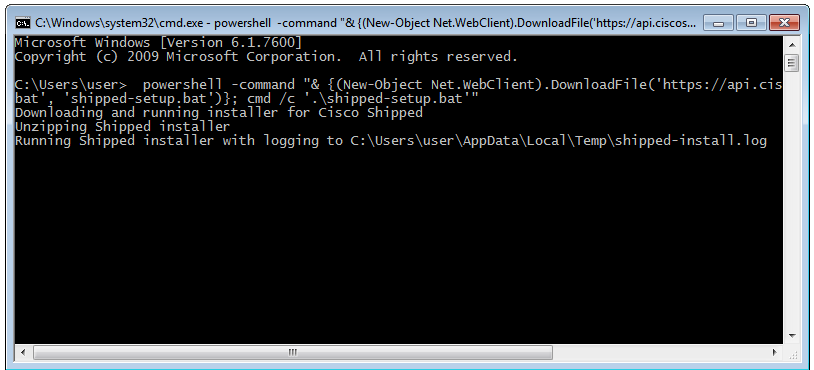 C:\Windows\system32\cmd.exe - powershell -command "& {(New-Object Net.WebClient).DownloadFile('https://api.ciscos...
Microsoft Windows [Version 6.1.7600]
Copyright (c) 2009 Microsoft Corporation.  All rights reserved.
C:\Users\user>  powershell -command "& {(New-Object Net.WebClient).DownloadFile('https://api.cis
bat', 'shipped-setup.bat')}; cmd /c '.\shipped-setup.bat'"
Downloading and running installer for Cisco Shipped
Unzipping Shipped installer
Running Shipped installer with logging to C:\Users\user\AppData\Local\Temp\shipped-install.log